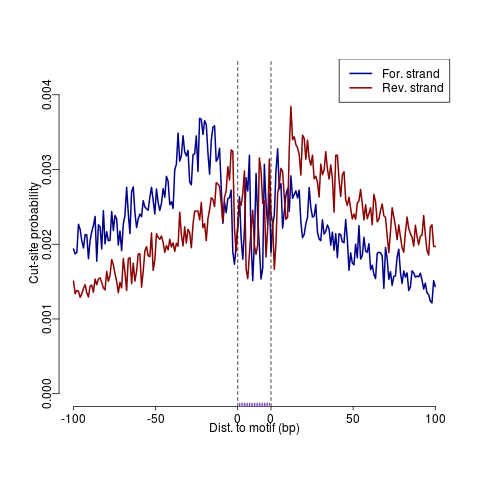 For. strand
Rev. strand
Cut-site probability
0.004
0.003
0.002
0.001
0.000
-100 -50 0 0 50 100
Dist. to motif (bp)